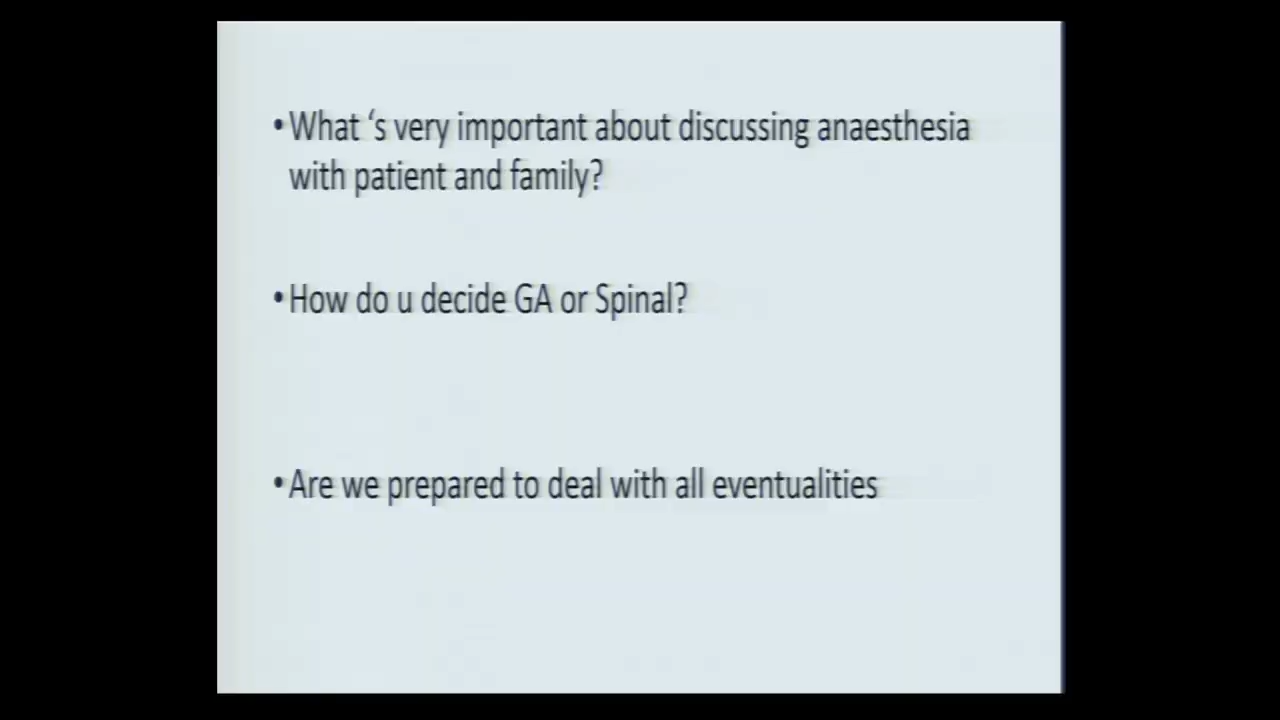 •What ‘s very important about discussing anaesthesia
with patient and family?
•How do u decide GA or Spinal?
•Are we prepared to deal with all eventualities